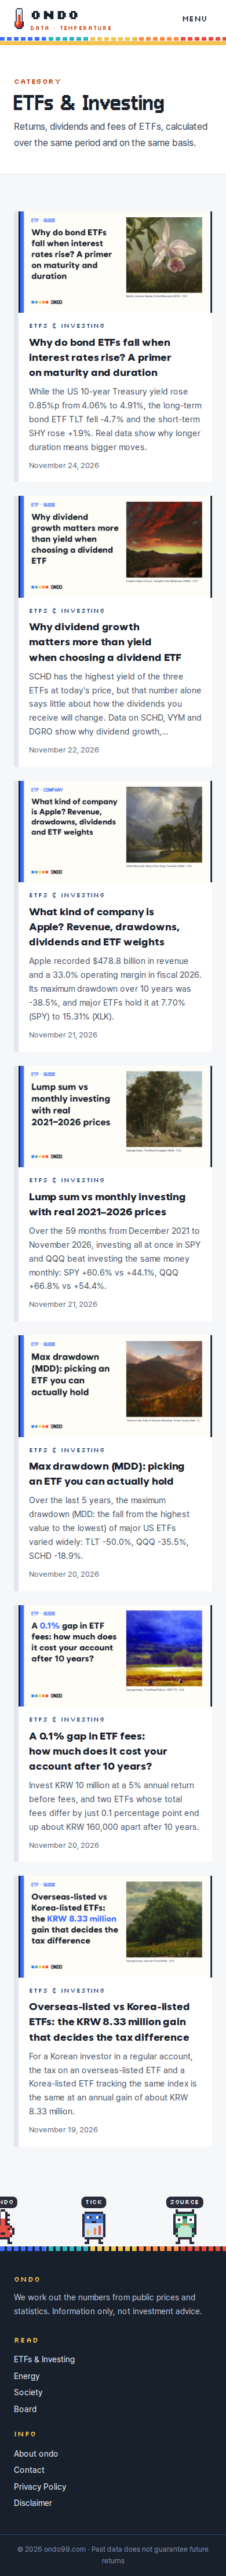 ONDO
DATA · TEMPERATURE
MENU
CATEGORY
ETFs & Investing
Returns, dividends and fees of ETFs, calculated
over the same period and on the same basis.
ETF · GUIDE
Why do bond ETFs
fall when interest
rates rise? A primer
on maturity and
duration
ONDO
ETFS & INVESTING
Why do bond ETFs fall when
interest rates rise? A primer
on maturity and duration
While the US 10-year Treasury yield rose
0.85%p from 4.06% to 4.91%, the long-term
bond ETF TLT fell -4.7% and the short-term
SHY rose +1.9%. Real data show why longer
duration means bigger moves.
November 24, 2026
ETF · GUIDE
Why dividend
growth matters more
than yield when
choosing a dividend
ETF
ONDO
ETFS & INVESTING
Why dividend growth
matters more than yield
when choosing a dividend ETF
SCHD has the highest yield of the three
ETFs at today's price, but that number alone
says little about how the dividends you
receive will change. Data on SCHD, VYM and
DGRO show why dividend growth,...
November 22, 2026
ETF · COMPANY
What kind of company
is Apple? Revenue,
drawdowns, dividends
and ETF weights
ONDO
ETFS & INVESTING
What kind of company is
Apple? Revenue, drawdowns,
dividends and ETF weights
Apple recorded $478.8 billion in revenue
and a 33.0% operating margin in fiscal 2026.
Its maximum drawdown over 10 years was
-38.5%, and major ETFs hold it at 7.70%
(SPY) to 15.31% (XLK).
November 21, 2026
ETF · GUIDE
Lump sum vs
monthly investing
with real
2021–2026 prices
ONDO
ETFS & INVESTING
Lump sum vs monthly investing
with real 2021–2026 prices
Over the 59 months from December 2021 to
November 2026, investing all at once in SPY
and QQQ beat investing the same money
monthly: SPY +60.6% vs +44.1%, QQQ
+66.8% vs +54.4%.
November 21, 2026
ETF · GUIDE
Max drawdown
(MDD): picking an
ETF you can
actually hold
ONDO
ETFS & INVESTING
Max drawdown (MDD): picking
an ETF you can actually hold
Over the last 5 years, the maximum
drawdown (MDD: the fall from the highest
value to the lowest) of major US ETFs
varied widely: TLT -50.0%, QQQ -35.5%,
SCHD -18.9%.
November 20, 2026
ETF · GUIDE
A 0.1% gap in ETF
fees: how much does
it cost your account
after 10 years?
ONDO
ETFS & INVESTING
A 0.1% gap in ETF fees:
how much does it cost your
account after 10 years?
Invest KRW 10 million at a 5% annual return
before fees, and two ETFs whose total
fees differ by just 0.1 percentage point end
up about KRW 160,000 apart after 10 years.
November 20, 2026
ETF · GUIDE
Overseas-listed vs
Korea-listed ETFs:
the KRW 8.33 million
gain that decides the
tax difference
ONDO
ETFS & INVESTING
Overseas-listed vs Korea-listed
ETFs: the KRW 8.33 million gain
that decides the tax difference
For a Korean investor in a regular account,
the tax on an overseas-listed ETF and a
Korea-listed ETF tracking the same index is
the same at an annual gain of about KRW
8.33 million.
November 19, 2026
NDO
TICK
SOURCE
ONDO
We work out the numbers from public prices and
statistics. Information only, not investment advice.
READ
ETFs & Investing
Energy
Society
Board
INFO
About ondo
Contact
Privacy Policy
Disclaimer
© 2026 ondo99.com · Past data does not guarantee future
returns